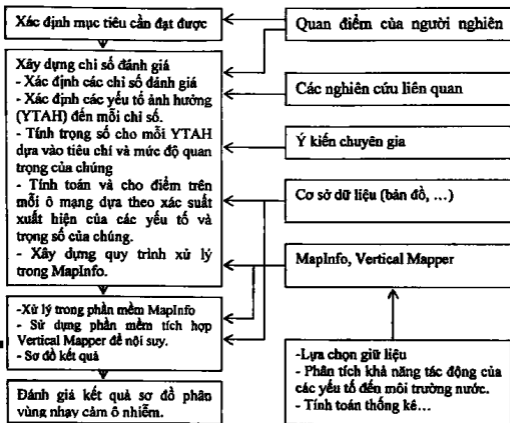 Xác định mục tiêu cần đạt được
Quan điểm của người nghiên
Xây dựng chỉ số đánh giá
- Xác định các chỉ số đánh giá
- Xác định các yếu tố ảnh hưởng
(YTAH) đến mỗi chỉ số.
- Tính trọng số cho mỗi YTAH
dựa vào tiêu chí và mức độ quan
trọng của chúng
- Tính toán và cho điểm trên
mỗi ô mạng dựa theo xác suất
xuất hiện của các yếu tố và
trọng số của chúng.
- Xây dựng quy trình xử lý
trong MapInfo.
Các nghiên cứu liên quan
Ý kiến chuyên gia
Cơ sở dữ liệu (bản đồ, ...)
MapInfo, Vertical Mapper
-Xử lý trong phần mềm MapInfo
- Sử dụng phần mềm tích hợp
Vertical Mapper để nội suy.
- Sơ đồ kết quả
-Lựa chọn giữ liệu
- Phân tích khả năng tác động của
các yếu tố đến môi trường nước.
- Tính toán thống kê...
Đánh giá kết quả sơ đồ phân
vùng nhạy cảm ô nhiễm.